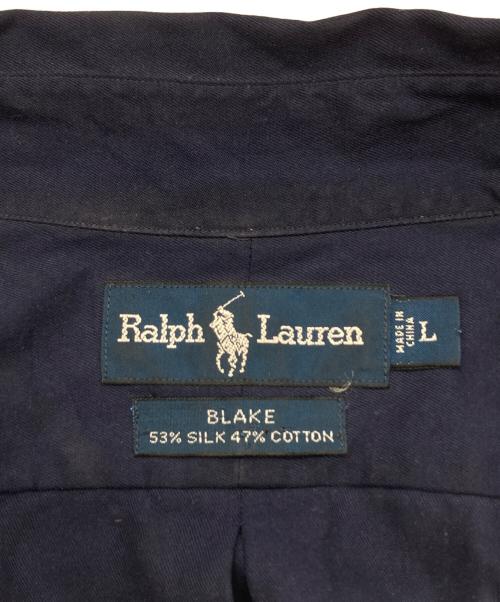 Ralph Lauren
MADE IN
CHINA
L
BLAKE
53% SILK 47% COTTON